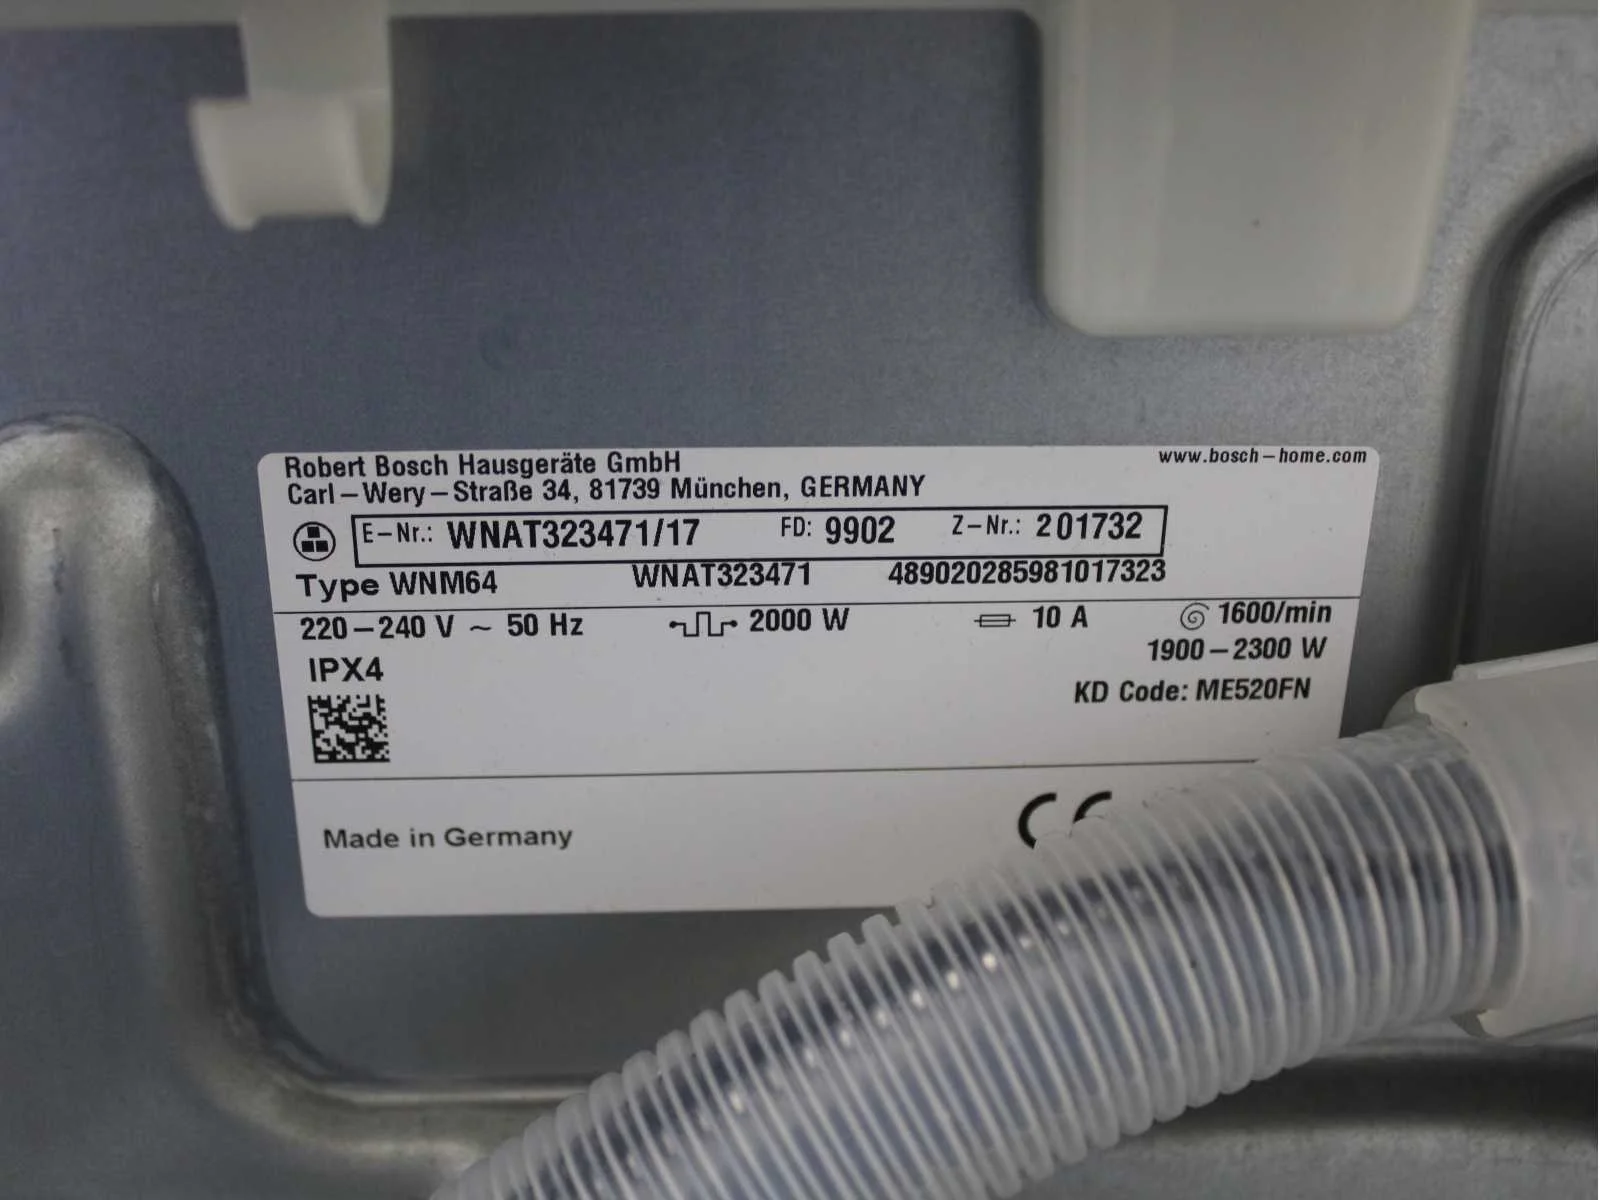 Robert Bosch Hausgeräte GmbH
www.bosch-home.com
Carl-Wery-Straße 34, 81739 München, GERMANY
E-Nr.: WNAT323471/17 FD: 9902 Z-Nr.: 201732
Type WNM64 WNAT323471 489020285981017323
220-240 V ~ 50 Hz 2000 W 10 A 1600/min
1900-2300 W
IPX4
KD Code: ME520FN
Made in Germany
CE